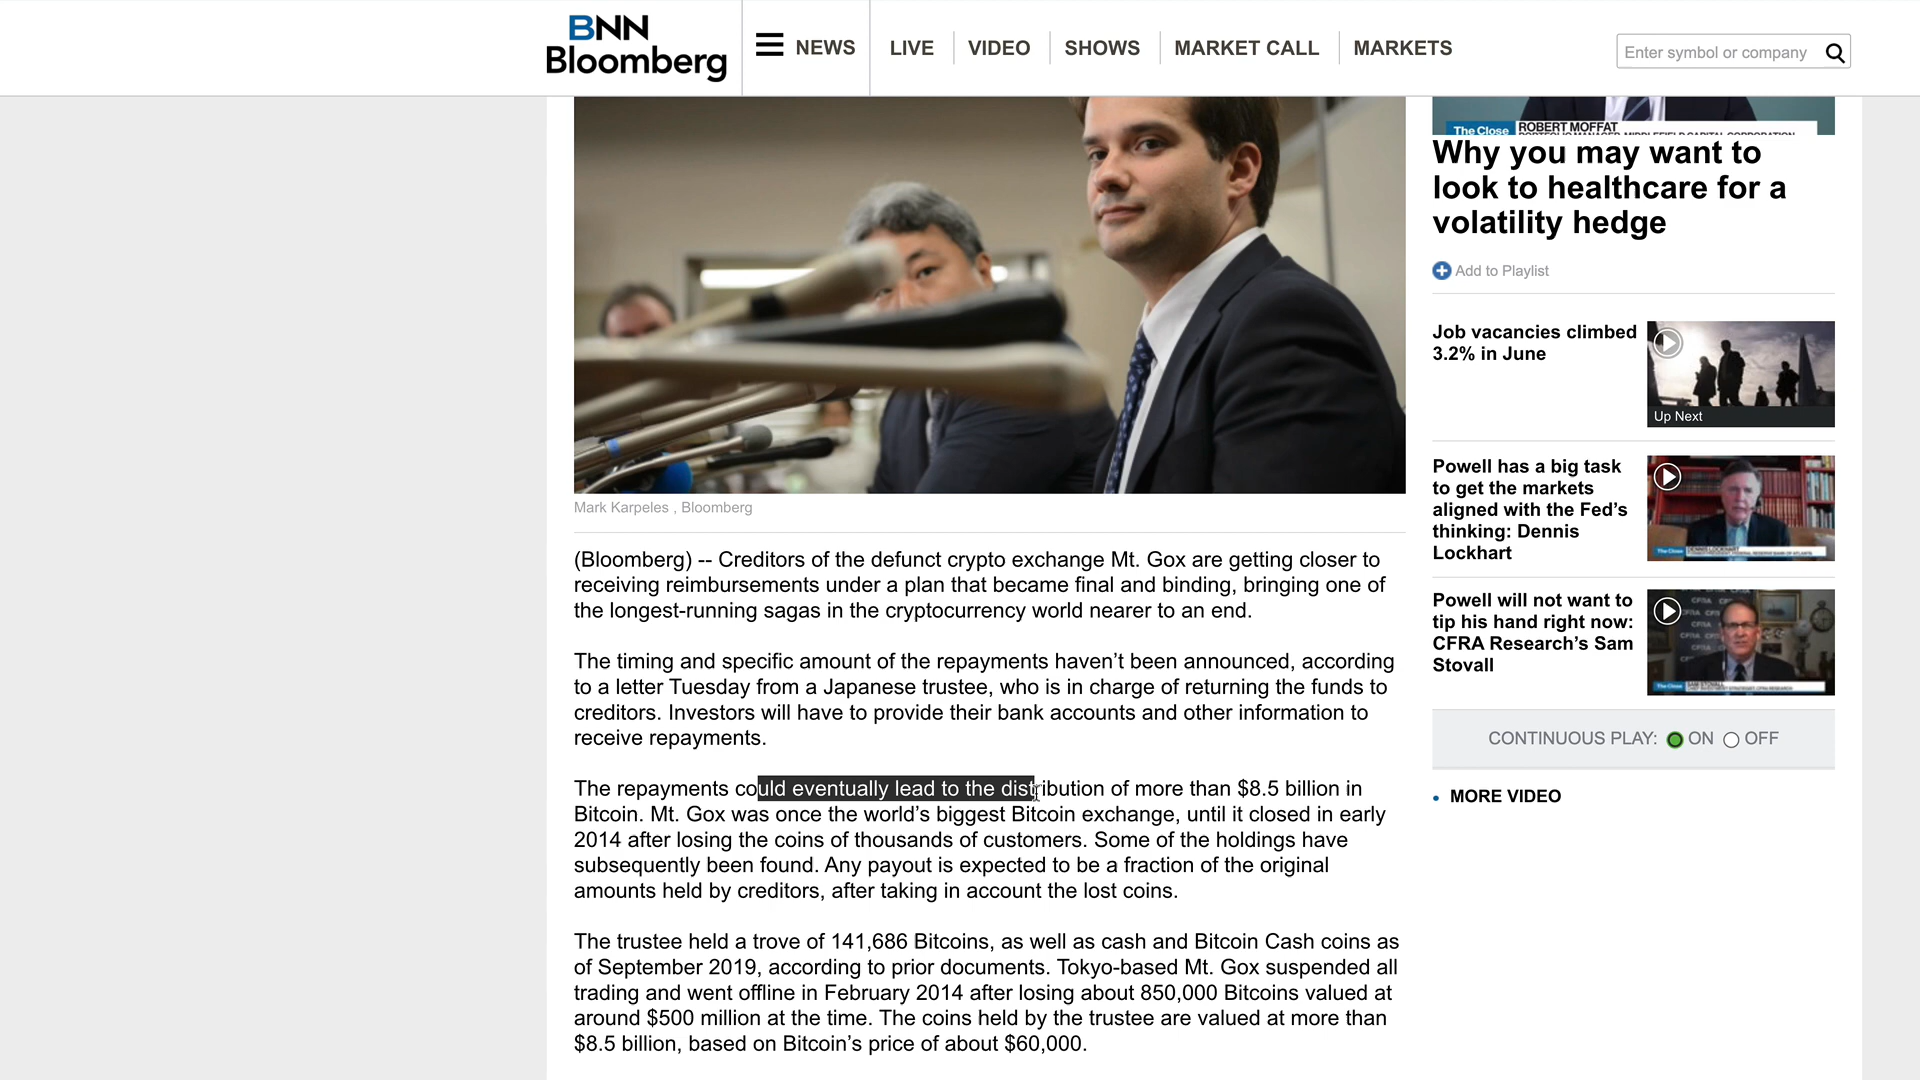 BNN
Bloomberg
NEWS
LIVE
VIDEO
SHOWS
MARKET CALL
MARKETS
Enter symbol or company
Mark Karpeles , Bloomberg
(Bloomberg) -- Creditors of the defunct crypto exchange Mt. Gox are getting closer to
receiving reimbursements under a plan that became final and binding, bringing one of
the longest-running sagas in the cryptocurrency world nearer to an end.
The timing and specific amount of the repayments haven’t been announced, according
to a letter Tuesday from a Japanese trustee, who is in charge of returning the funds to
creditors. Investors will have to provide their bank accounts and other information to
receive repayments.
The repayments could eventually lead to the distribution of more than $8.5 billion in
Bitcoin. Mt. Gox was once the world’s biggest Bitcoin exchange, until it closed in early
2014 after losing the coins of thousands of customers. Some of the holdings have
subsequently been found. Any payout is expected to be a fraction of the original
amounts held by creditors, after taking in account the lost coins.
The trustee held a trove of 141,686 Bitcoins, as well as cash and Bitcoin Cash coins as
of September 2019, according to prior documents. Tokyo-based Mt. Gox suspended all
trading and went offline in February 2014 after losing about 850,000 Bitcoins valued at
around $500 million at the time. The coins held by the trustee are valued at more than
$8.5 billion, based on Bitcoin’s price of about $60,000.
The Close
ROBERT MOFFAT
PORTFOLIO MANAGER, MIDDLEFIELD CAPITAL CORPORATION
Why you may want to
look to healthcare for a
volatility hedge
Add to Playlist
Job vacancies climbed
3.2% in June
Up Next
Powell has a big task
to get the markets
aligned with the Fed’s
thinking: Dennis
Lockhart
The Close
DENNIS LOCKHART
Powell will not want to
tip his hand right now:
CFRA Research’s Sam
Stovall
CFRA
The Close
SAM STOVALL
CONTINUOUS PLAY: ON OFF
MORE VIDEO